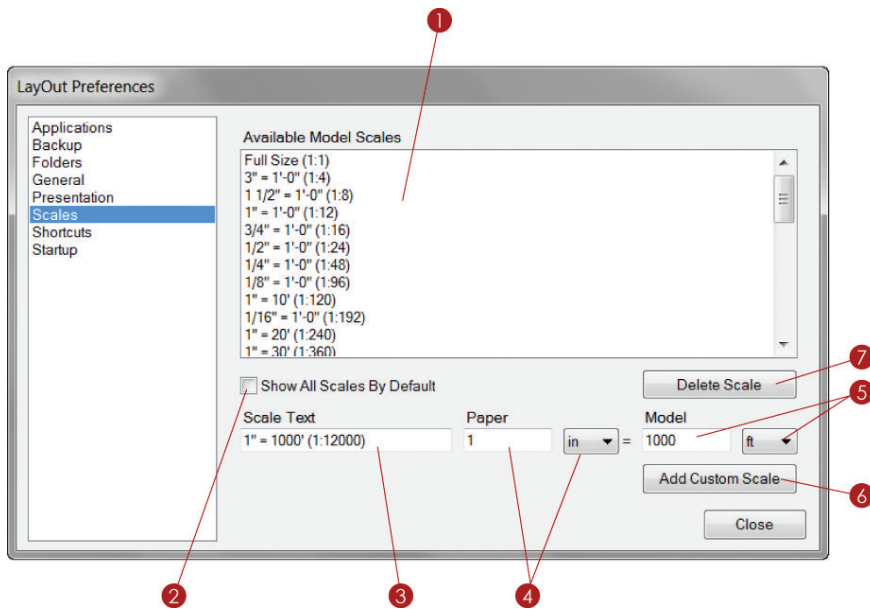 1
LayOut Preferences
Applications
Backup
Folders
General
Presentation
Scales
Shortcuts
Startup
Available Model Scales
Full Size (1:1)
3" = 1'-0" (1:4)
1 1/2" = 1'-0" (1:8)
1" = 1'-0" (1:12)
3/4" = 1'-0" (1:16)
1/2" = 1'-0" (1:24)
1/4" = 1'-0" (1:48)
1/8" = 1'-0" (1:96)
1" = 10' (1:120)
1/16" = 1'-0" (1:192)
1" = 20' (1:240)
1" = 30' (1:360)
Show All Scales By Default
Delete Scale
7
Scale Text Paper Model
5
1" = 1000' (1:12000) 1 in = 1000 ft
Add Custom Scale
6
Close
2 3 4